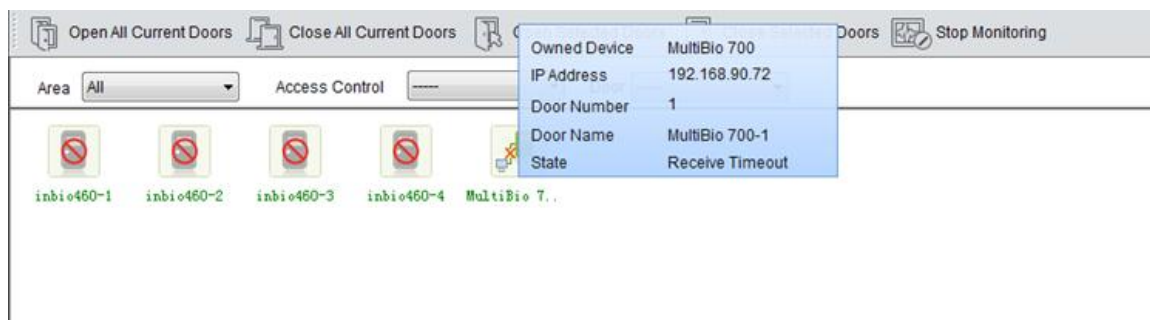 Open All Current Doors Close All Current Doors Doors Stop Monitoring
Owned Device MultiBio 700
IP Address 192.168.90.72
Area All Access Control -----
Door Number 1
Door Name MultiBio 700-1
State Receive Timeout
inbio460-1 inbio460-2 inbio460-3 inbio460-4 MultiBio 7..